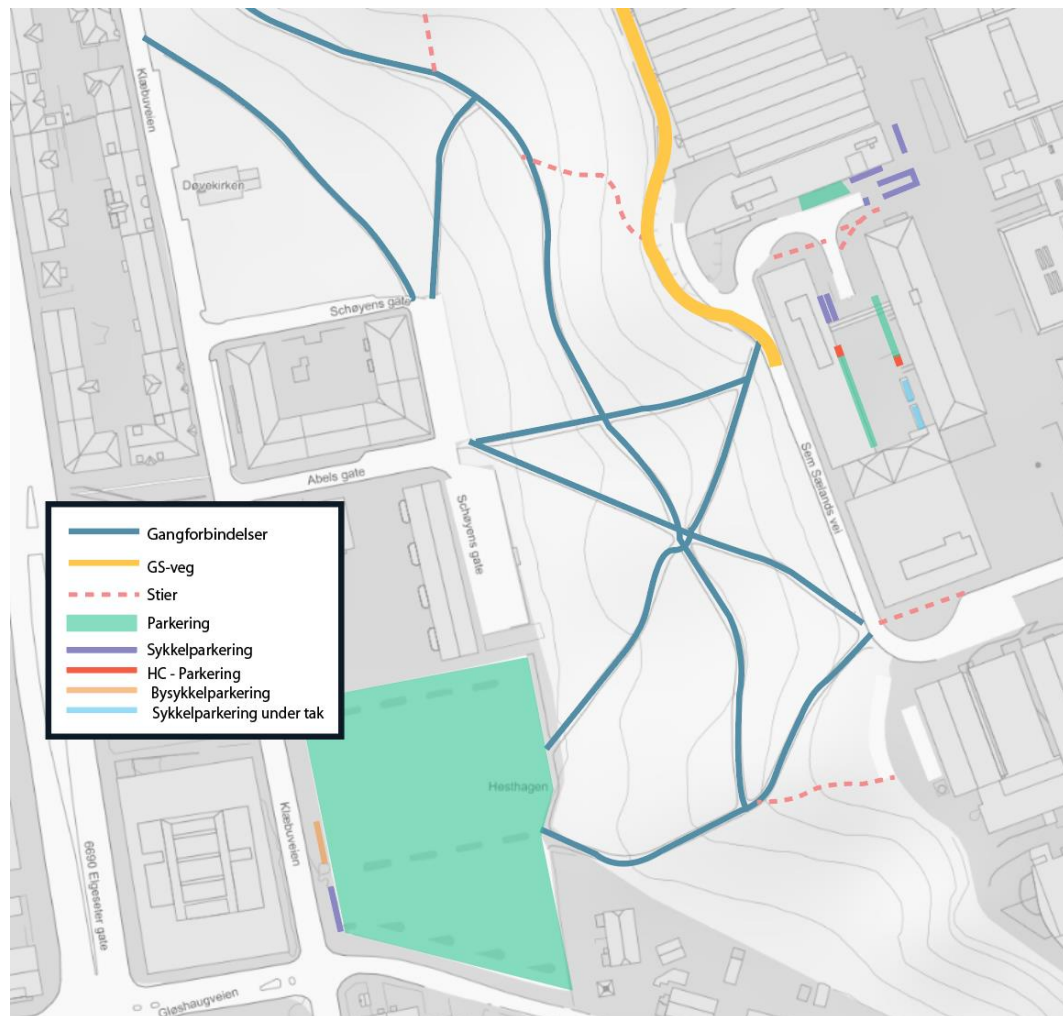 Klæbuveien
Døvekirken
Schøyens gate
Abels gate
Schøyens gate
Sem Sælands vei
Gangforbindelser
GS-veg
Stier
Parkering
Sykkelparkering
HC - Parkering
Bysykkelparkering
Sykkelparkering under tak
Hesthagen
Klæbuveien
6690 Elgeseter gate
Gløshaugveien